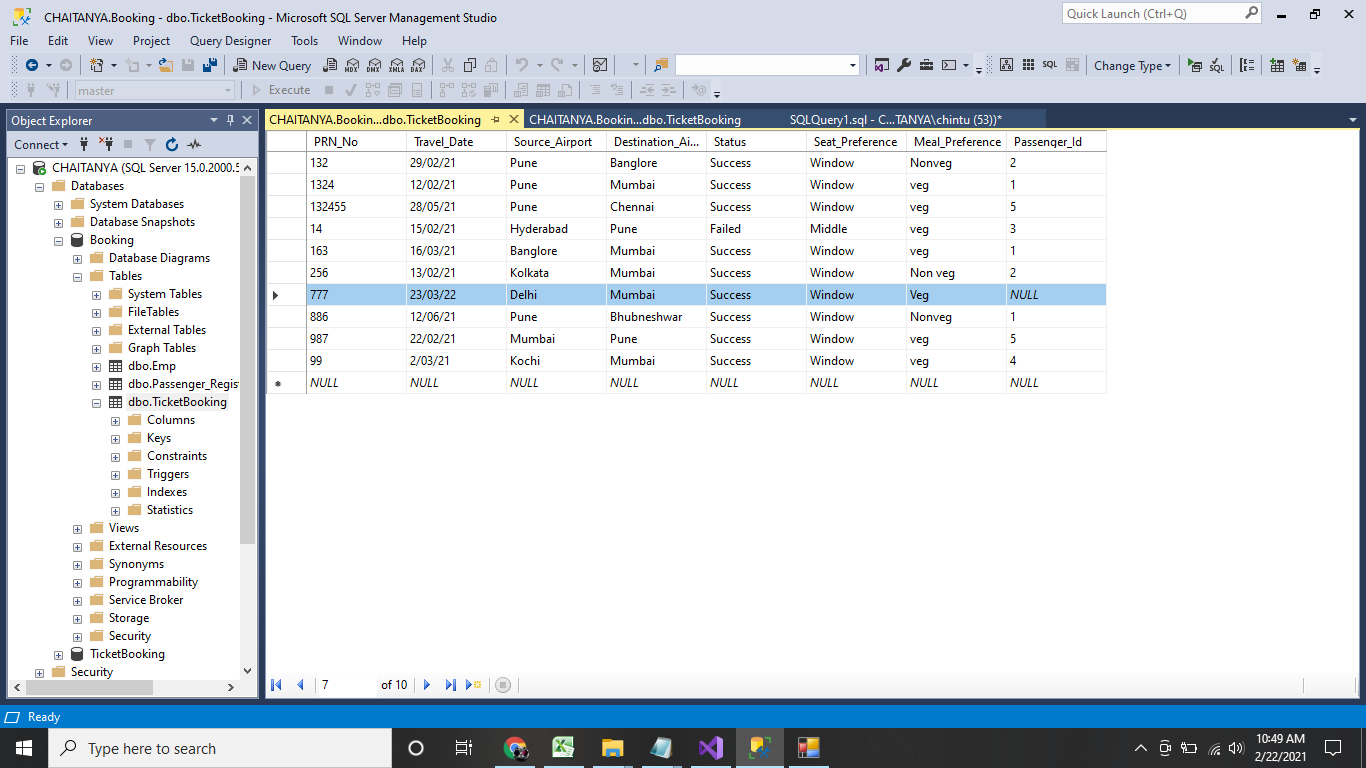 CHAITANYA.Booking - dbo.TicketBooking - Microsoft SQL Server Management Studio
Quick Launch (Ctrl+Q)
File Edit View Project Query Designer Tools Window Help
New Query MDX DMX XMLA DAX SQL Change Type SQL
master Execute
Object Explorer
CHAITANYA.Bookin...dbo.TicketBooking CHAITANYA.Bookin...dbo.TicketBooking SQLQuery1.sql - C...TANYA\chintu (53))*
Connect
CHAITANYA (SQL Server 15.0.2000.5
Databases
System Databases
Database Snapshots
Booking
Database Diagrams
Tables
System Tables
FileTables
External Tables
Graph Tables
dbo.Emp
dbo.Passenger_Regist
dbo.TicketBooking
Columns
Keys
Constraints
Triggers
Indexes
Statistics
Views
External Resources
Synonyms
Programmability
Service Broker
Storage
Security
TicketBooking
Security
PRN_No Travel_Date Source_Airport Destination_Ai... Status Seat_Preference Meal_Preference Passenger_Id
132 29/02/21 Pune Banglore Success Window Nonveg 2
1324 12/02/21 Pune Mumbai Success Window veg 1
132455 28/05/21 Pune Chennai Success Window veg 5
14 15/02/21 Hyderabad Pune Failed Middle veg 3
163 16/03/21 Banglore Mumbai Success Window veg 1
256 13/02/21 Kolkata Mumbai Success Window Non veg 2
777 23/03/22 Delhi Mumbai Success Window Veg NULL
886 12/06/21 Pune Bhubneshwar Success Window Nonveg 1
987 22/02/21 Mumbai Pune Success Window veg 5
99 2/03/21 Kochi Mumbai Success Window veg 4
NULL NULL NULL NULL NULL NULL NULL NULL
7 of 10
Ready
Type here to search
10:49 AM
2/22/2021